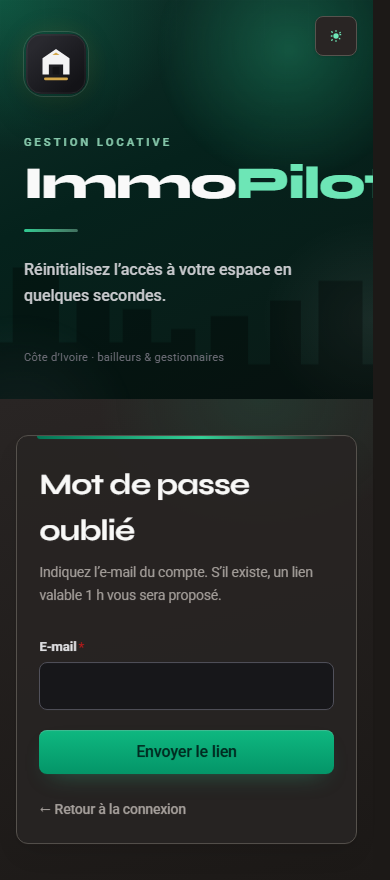 GESTION LOCATIVE
ImmoPilot
Réinitialisez l’accès à votre espace en
quelques secondes.
Côte d’Ivoire · bailleurs & gestionnaires
Mot de passe
oublié
Indiquez l’e-mail du compte. S’il existe, un lien
valable 1 h vous sera proposé.
E-mail *
Envoyer le lien
← Retour à la connexion